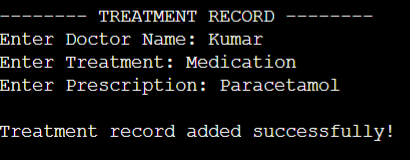 -------- TREATMENT RECORD --------
Enter Doctor Name: Kumar
Enter Treatment: Medication
Enter Prescription: Paracetamol
Treatment record added successfully!